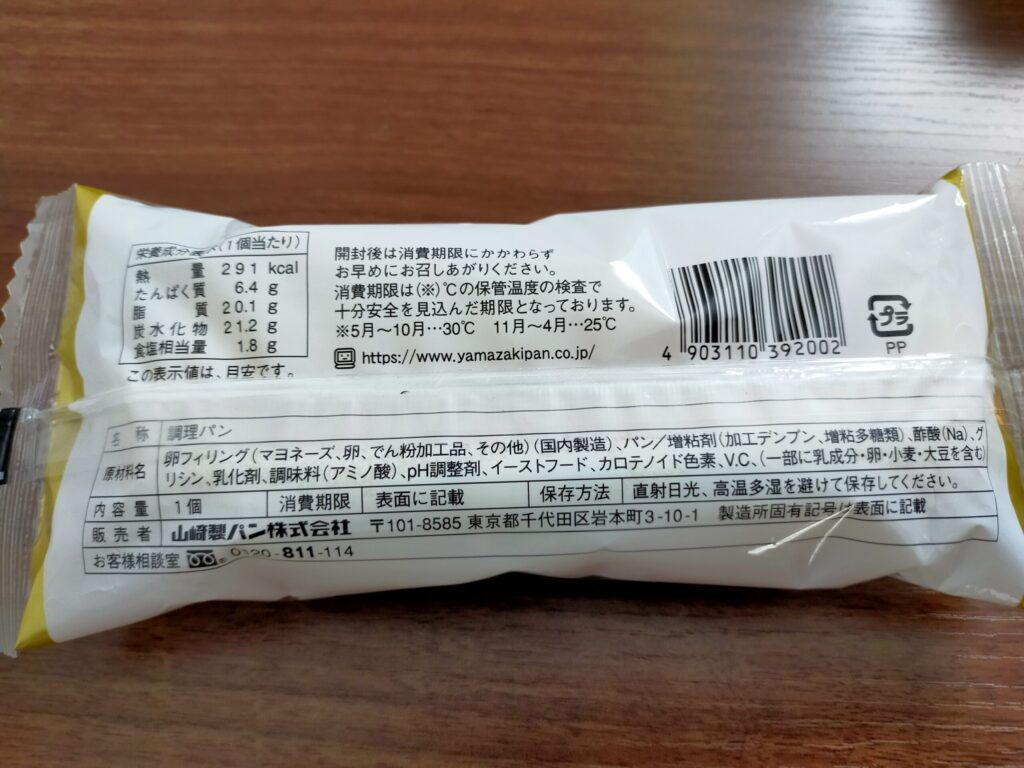 栄養成分表示(1個当たり)
熱量 291 kcal
たんぱく質 6.4 g
脂質 20.1 g
炭水化物 21.2 g
食塩相当量 1.8 g
この表示値は、目安です。
開封後は消費期限にかかわらず
お早めにお召しあがりください。
消費期限は(※)℃の保管温度の検査で
十分安全を見込んだ期限となっております。
※5月〜10月…30℃ 11月〜4月…25℃
https://www.yamazakipan.co.jp/
4 903110 392002
プラ
PP
名称 調理パン
原材料名 卵フィリング(マヨネーズ、卵、でん粉加工品、その他)(国内製造)、パン/増粘剤(加工デンプン、増粘多糖類)、酢酸(Na)、グ
リシン、乳化剤、調味料(アミノ酸)、pH調整剤、イーストフード、カロテノイド色素、V.C、(一部に乳成分・卵・小麦・大豆を含む)
内容量 1個 消費期限 表面に記載 保存方法 直射日光、高温多湿を避けて保存してください。
販売者 山崎製パン株式会社 〒101-8585 東京都千代田区岩本町3-10-1 製造所固有記号は表面に記載
お客様相談室 0120-811-114